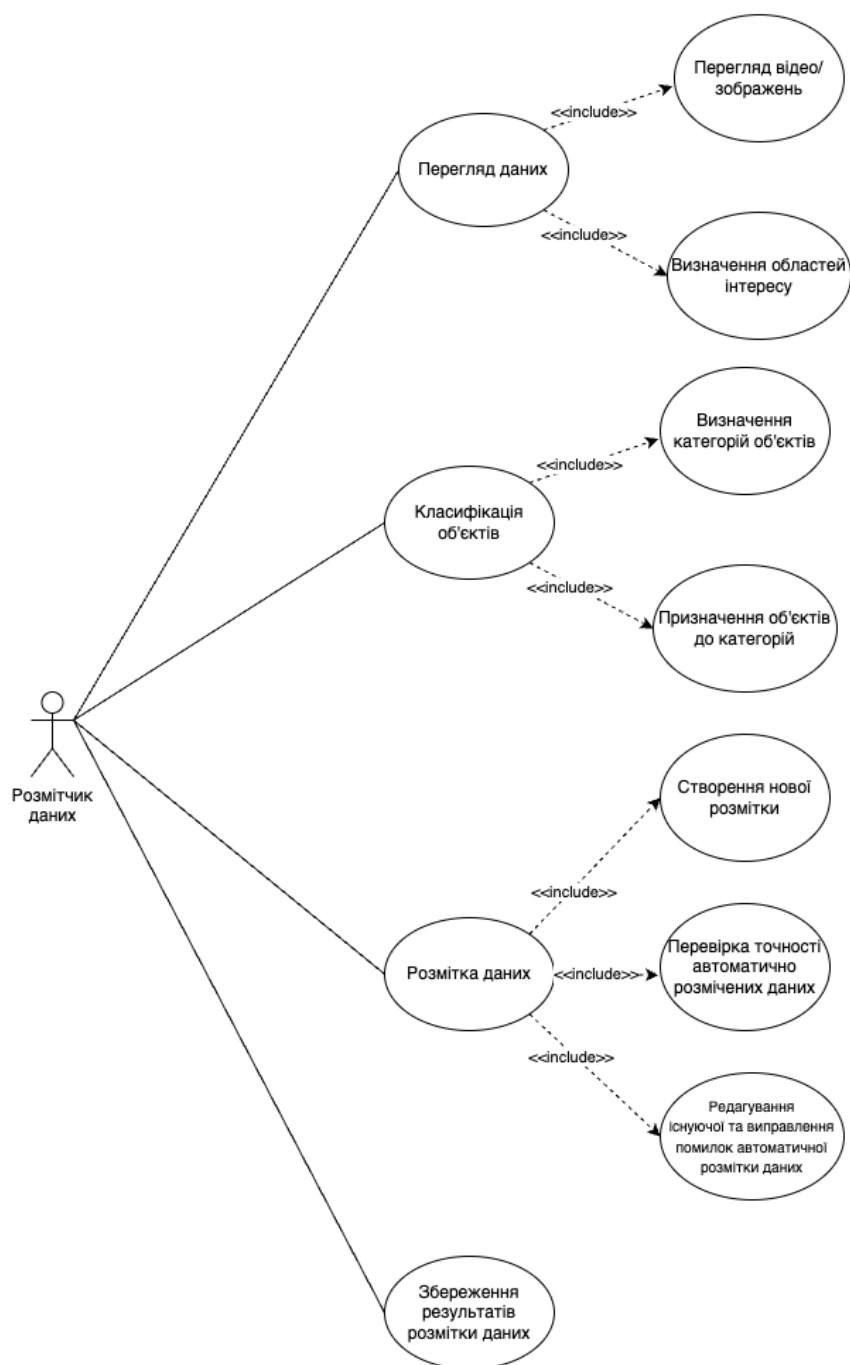 Перегляд відео/
зображень
<<include>>
Перегляд даних
<<include>>
Визначення областей
інтересу
Визначення
категорій об'єктів
<<include>>
Класифікація
об'єктів
<<include>>
Призначення об'єктів
до категорій
Розмітчик
даних
Створення нової
розмітки
<<include>>
Розмітка даних
<<include>>
Перевірка точності
автоматично
розмічених даних
<<include>>
Редагування
існуючої та виправлення
помилок автоматичної
розмітки даних
Збереження
результатів
розмітки даних